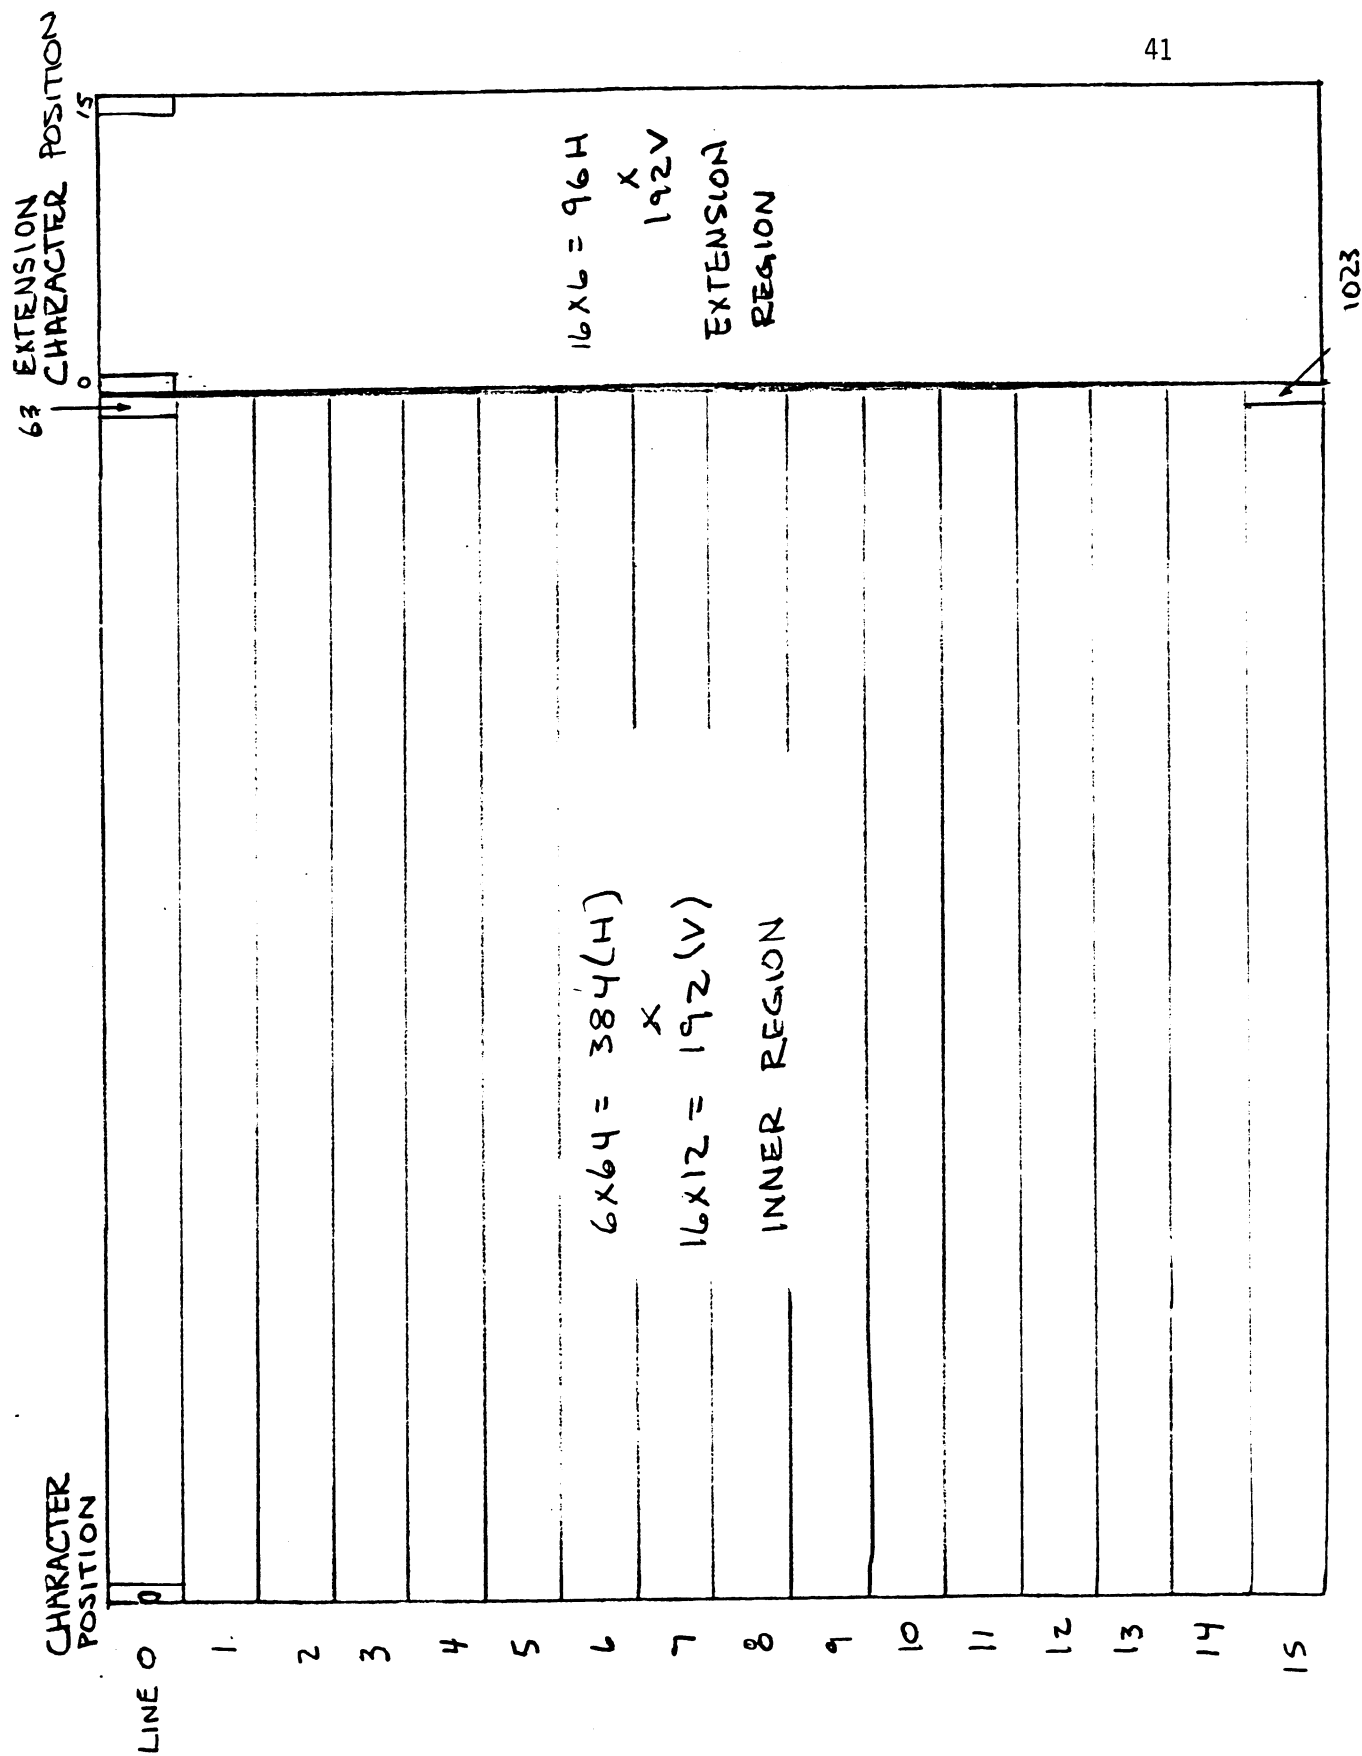 41
63 EXTENSION
CHARACTER POSITION
0
15
CHARACTER
POSITION
LINE 0
0
1
2
3
4
5
6
7
8
9
10
11
12
13
14
15
6X64 = 384(H)
X
16X12 = 192(V)
INNER REGION
16X6 = 96H
X
192V
EXTENSION
REGION
1023